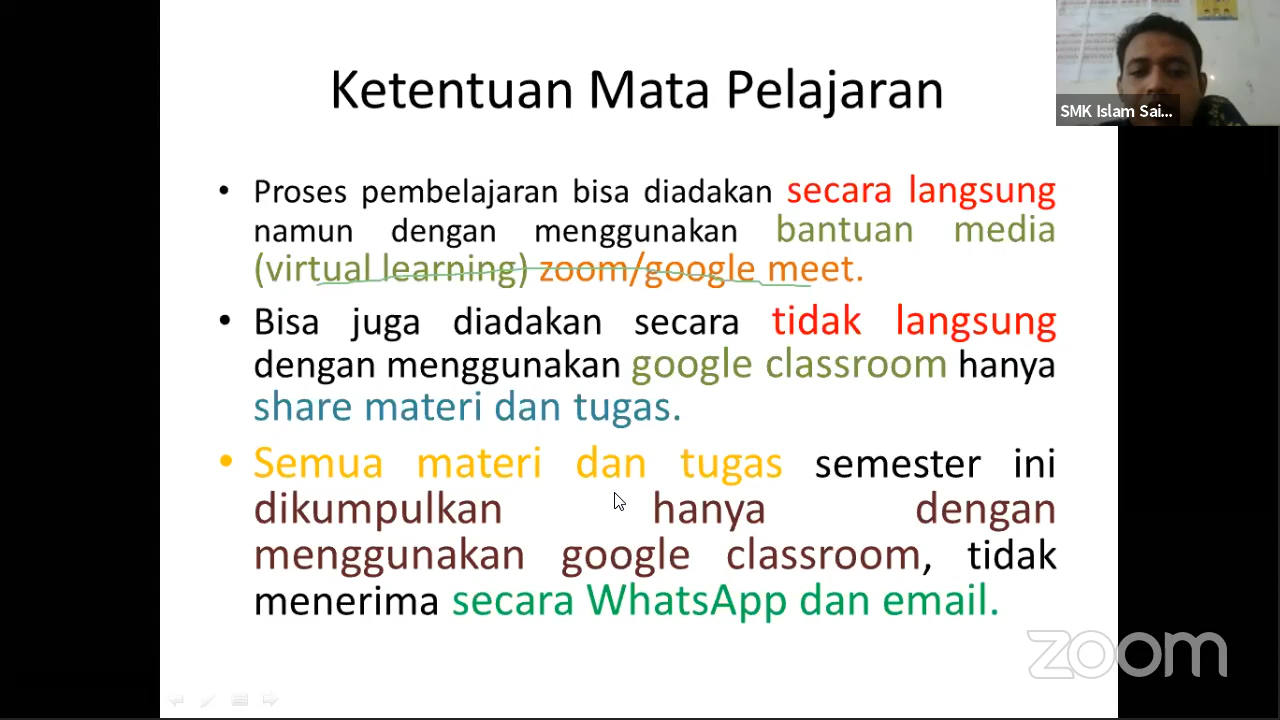 Ketentuan Mata Pelajaran
SMK Islam Sai...
• Proses pembelajaran bisa diadakan secara langsung
namun dengan menggunakan bantuan media
(virtual learning) zoom/google meet.
• Bisa juga diadakan secara tidak langsung
dengan menggunakan google classroom hanya
share materi dan tugas.
• Semua materi dan tugas semester ini
dikumpulkan hanya dengan
menggunakan google classroom, tidak
menerima secara WhatsApp dan email.
zoom